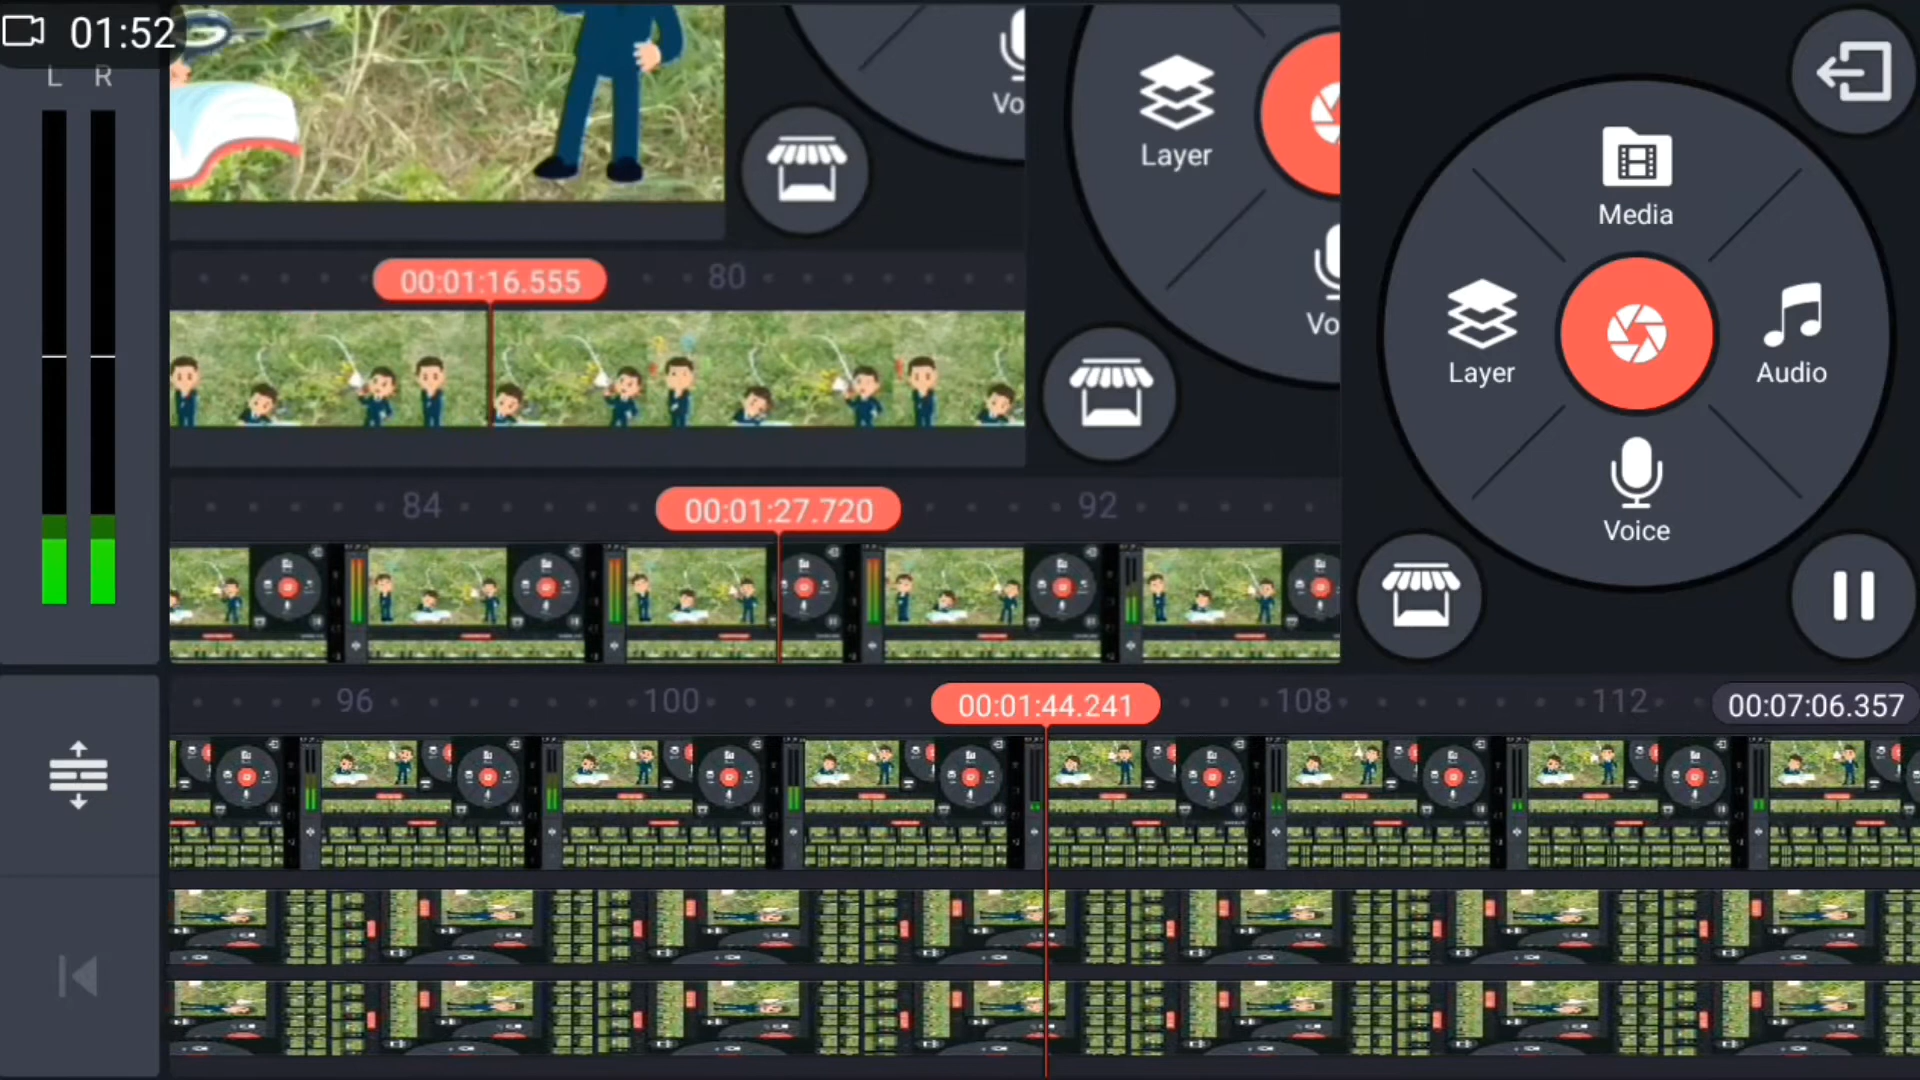 01:52
L R
Vo
Layer
Media
00:01:16.555
80
Layer
Audio
Vo
84
00:01:27.720
92
Voice
96
100
00:01:44.241
108
112
00:07:06.357